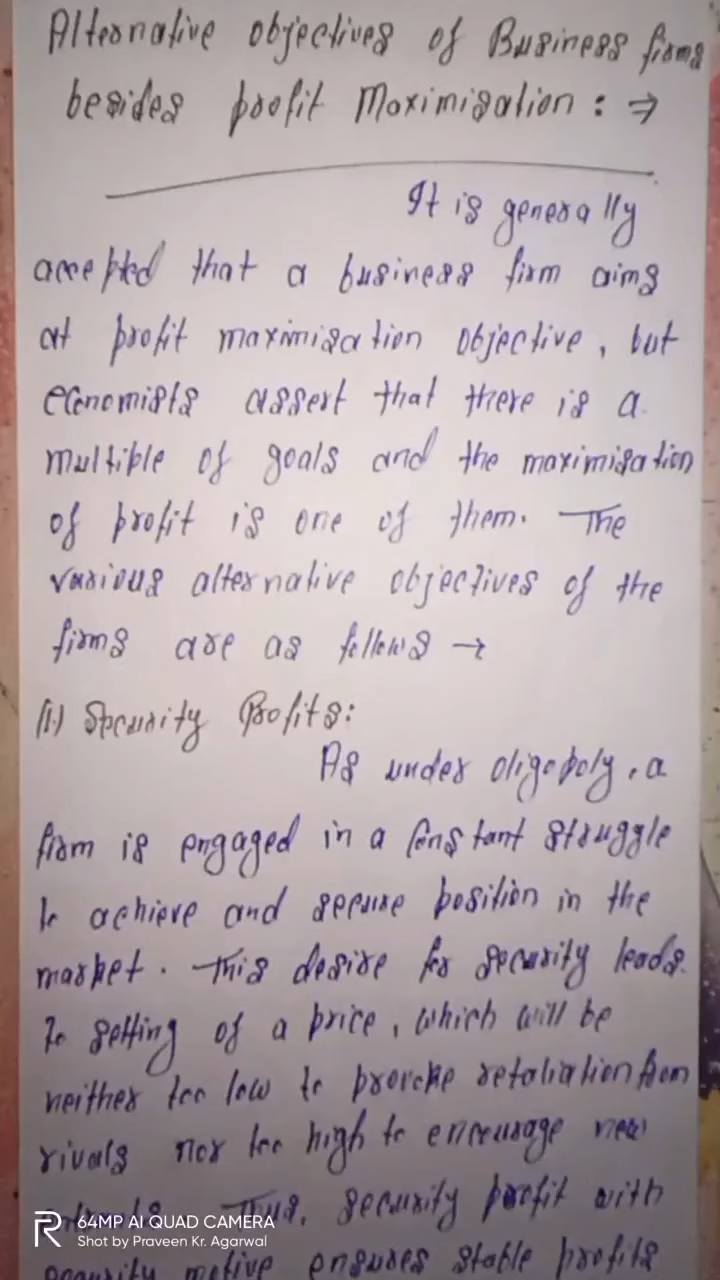 Alternative objectives of Business firms
besides profit Maximisation : ⇒
It is generally
accepted that a business firm aims
at profit maximisation objective, but
economists assert that there is a
multiple of goals and the maximisation
of profit is one of them. The
various alternative objectives of the
firms are as follows →
(1.) Security Profits:
As under oligopoly, a
firm is engaged in a constant struggle
to achieve and secure position in the
market. This desire for security leads
to setting of a price, which will be
neither too low to provoke retaliation from
rivals nor too high to encourage new
Thus, security profit with
security motive ensures stable profits
64MP AI QUAD CAMERA
Shot by Praveen Kr. Agarwal